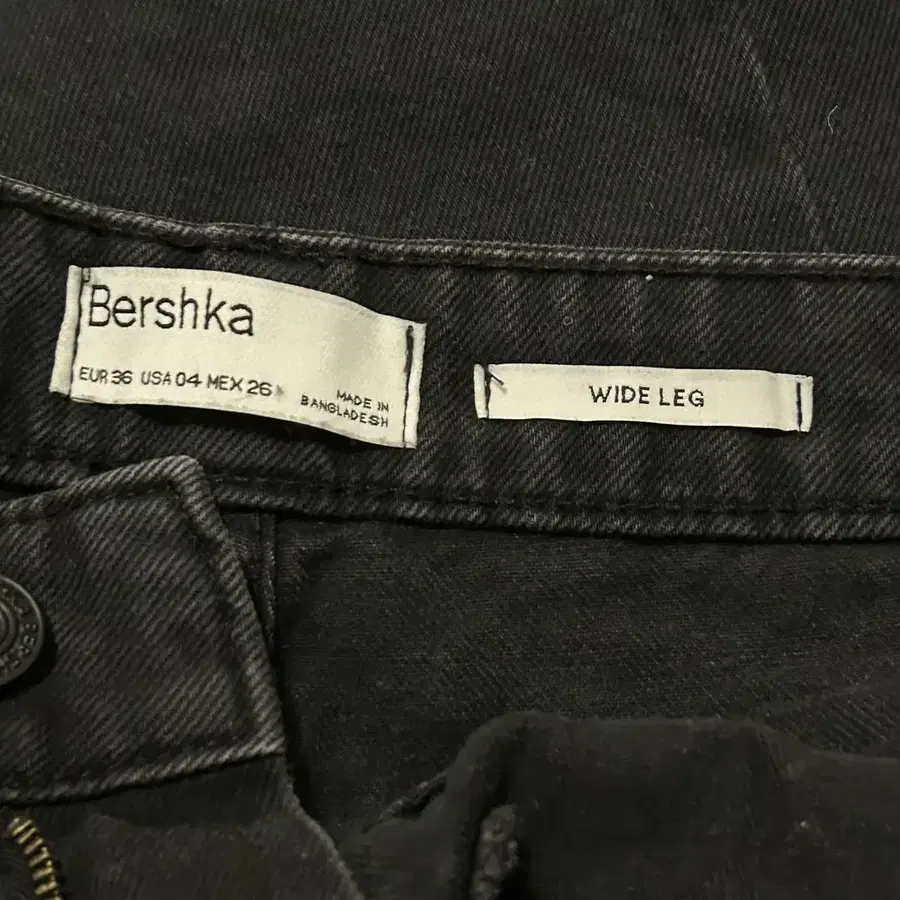 Bershka
EUR 36 USA 04 MEX 26
MADE IN
BANGLADESH
WIDE LEG